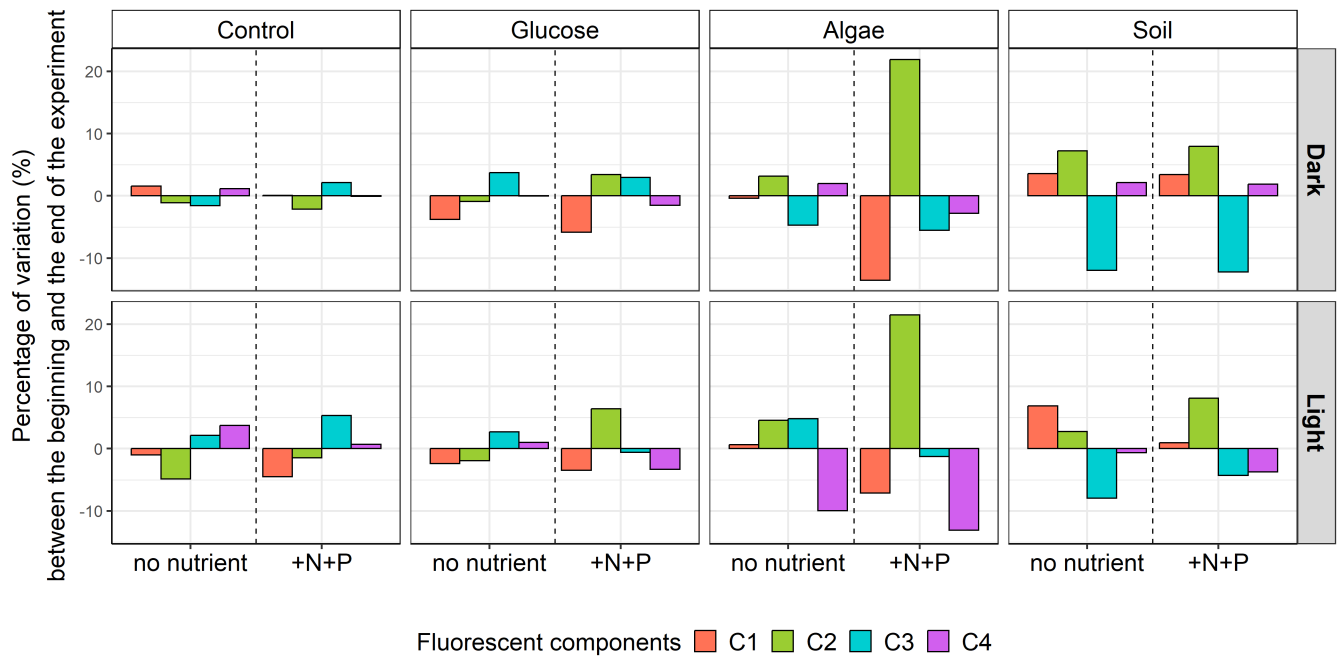 Control Glucose Algae Soil
Percentage of variation (%)
between the beginning and the end of the experiment
20
10
0
-10
Dark
20
10
0
-10
Light
no nutrient +N+P no nutrient +N+P no nutrient +N+P no nutrient +N+P
Fluorescent components C1 C2 C3 C4